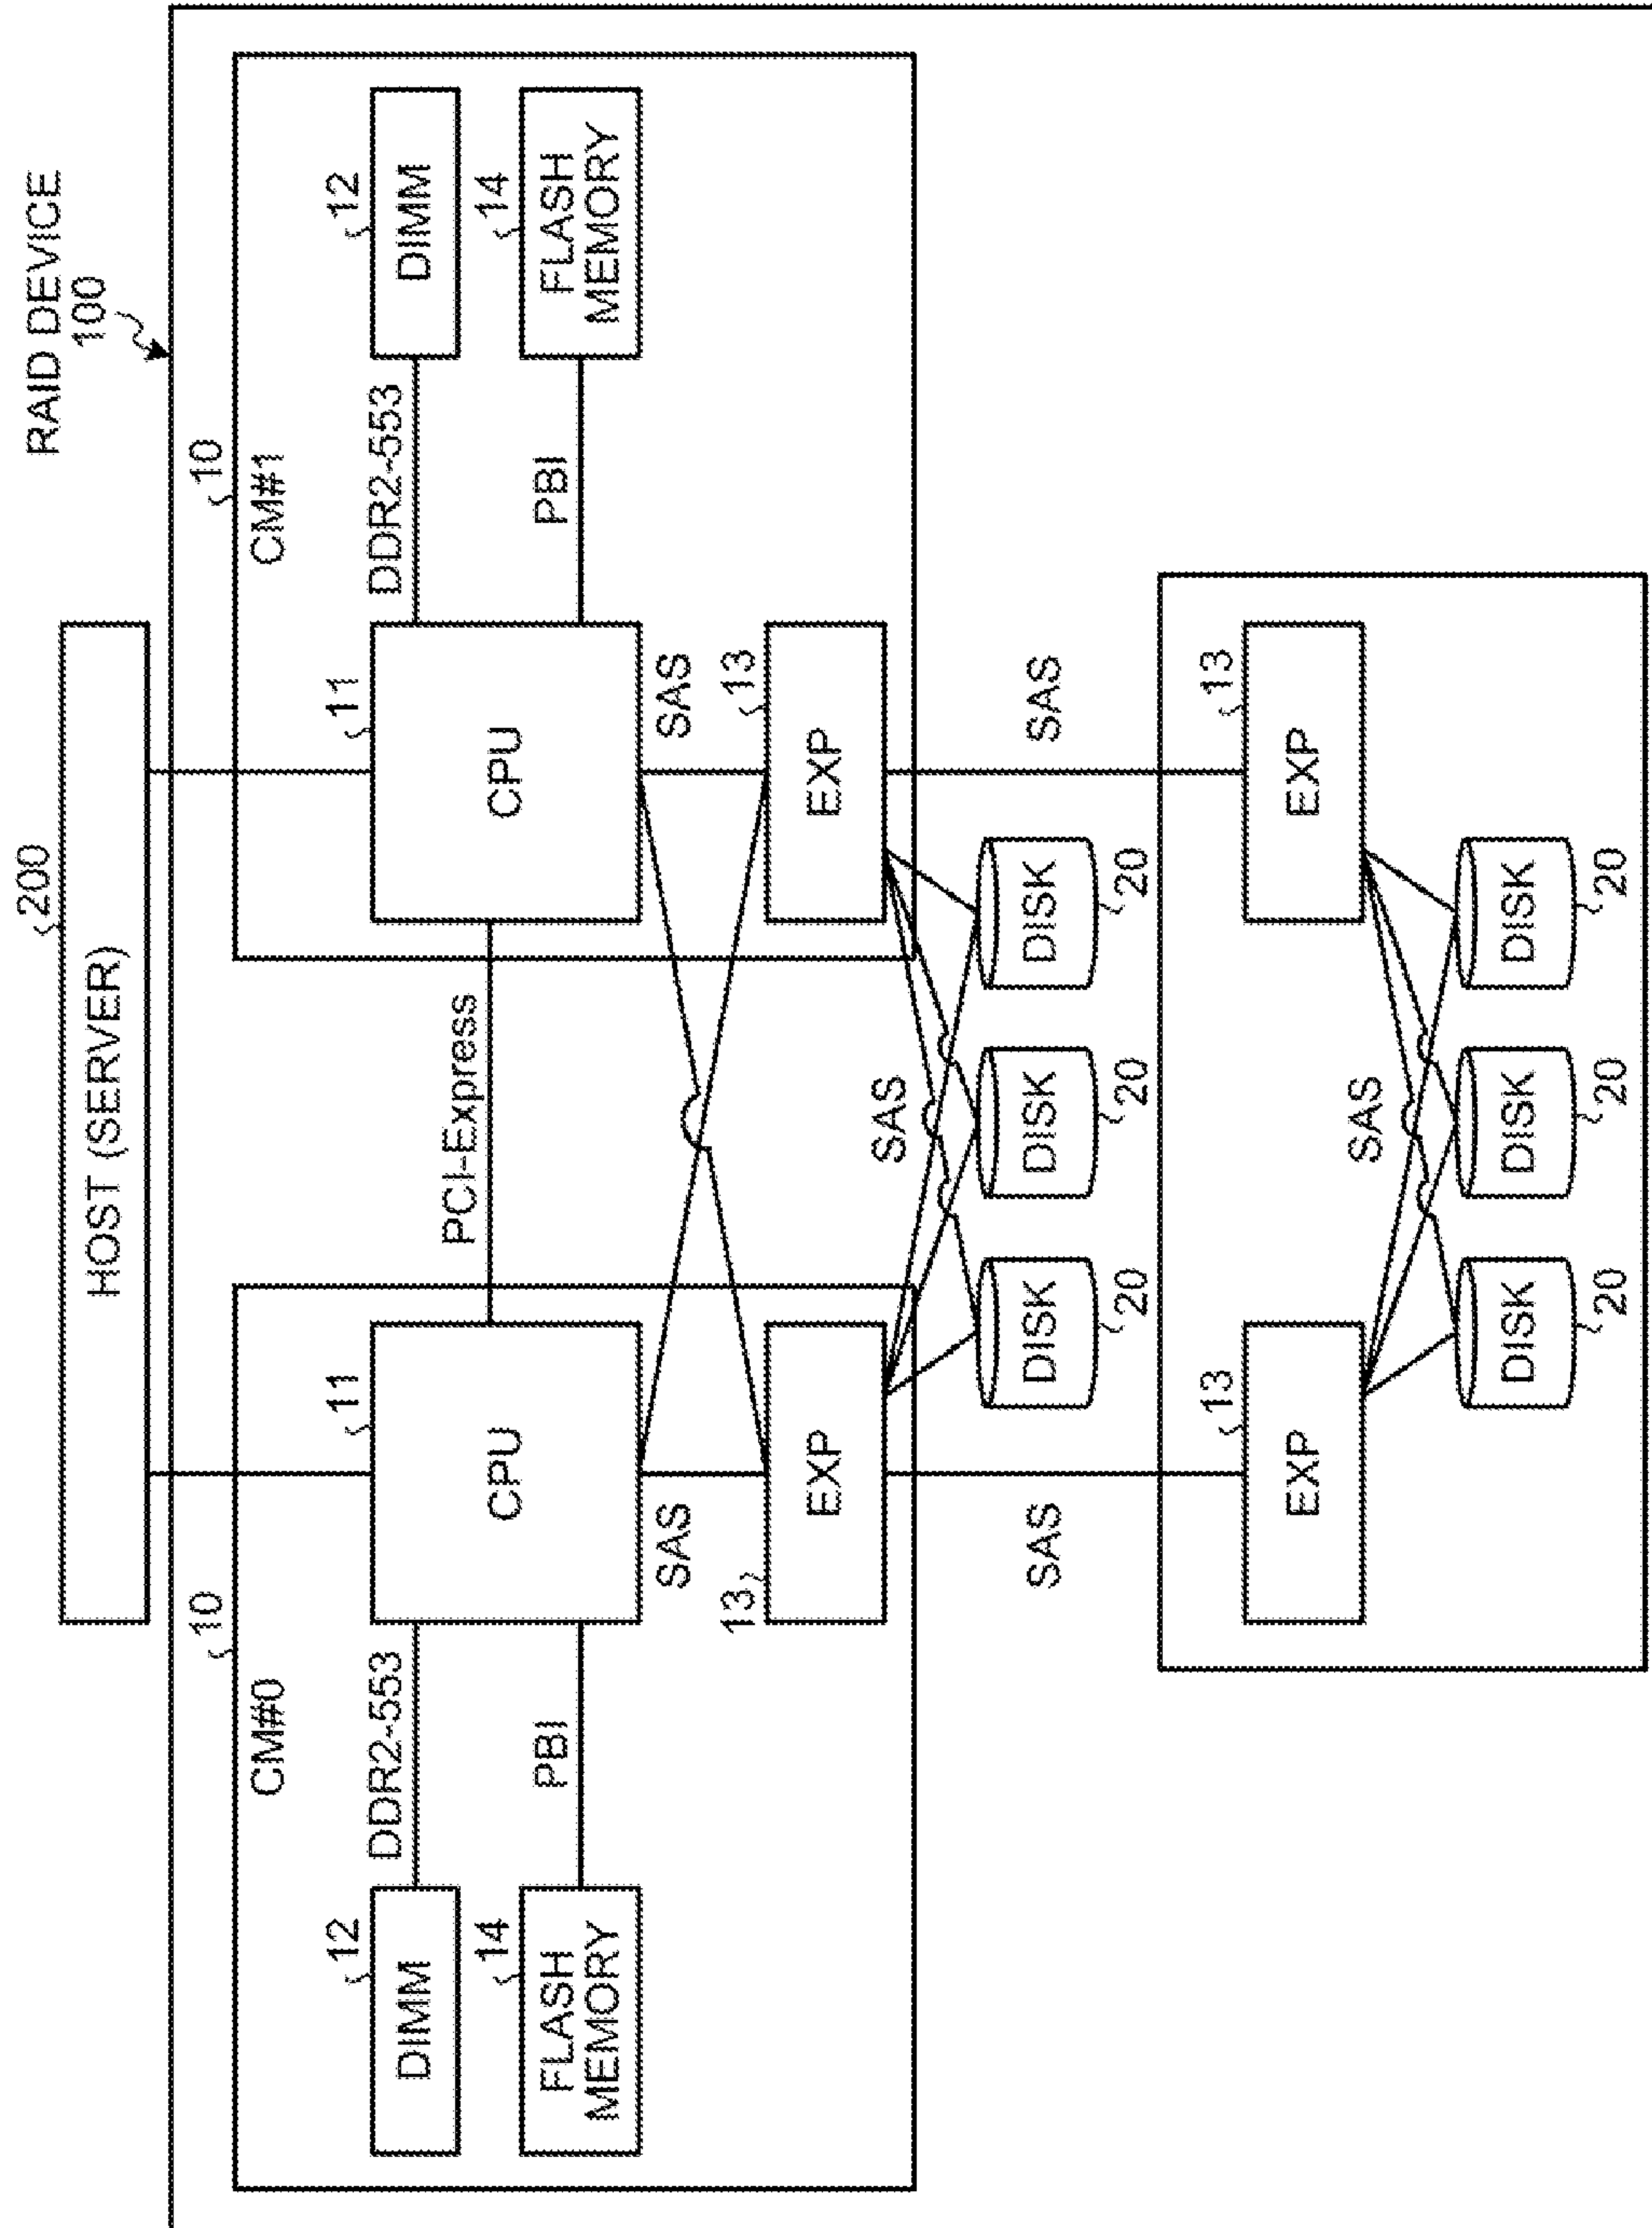 RAID DEVICE
100
200
HOST (SERVER)
10
CM#0
10
CM#1
12
DIMM
DDR2-553
11
CPU
PCI-Express
11
CPU
DDR2-553
12
DIMM
14
FLASH
MEMORY
PBI
PBI
14
FLASH
MEMORY
SAS
SAS
13
EXP
13
EXP
SAS
DISK
20
DISK
20
DISK
20
SAS
SAS
13
EXP
13
EXP
SAS
DISK
20
DISK
20
DISK
20